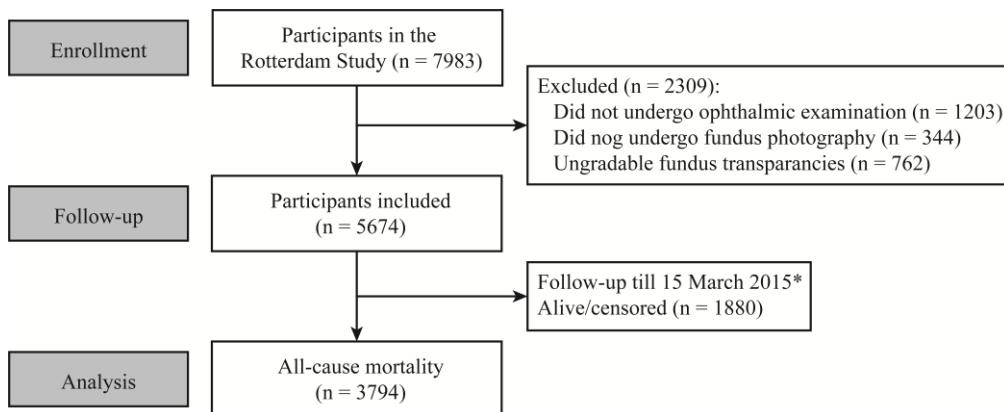 Enrollment
Participants in the
Rotterdam Study (n = 7983)
Excluded (n = 2309):
Did not undergo ophthalmic examination (n = 1203)
Did nog undergo fundus photography (n = 344)
Ungradable fundus transparancies (n = 762)
Follow-up
Participants included
(n = 5674)
Follow-up till 15 March 2015*
Alive/censored (n = 1880)
Analysis
All-cause mortality
(n = 3794)